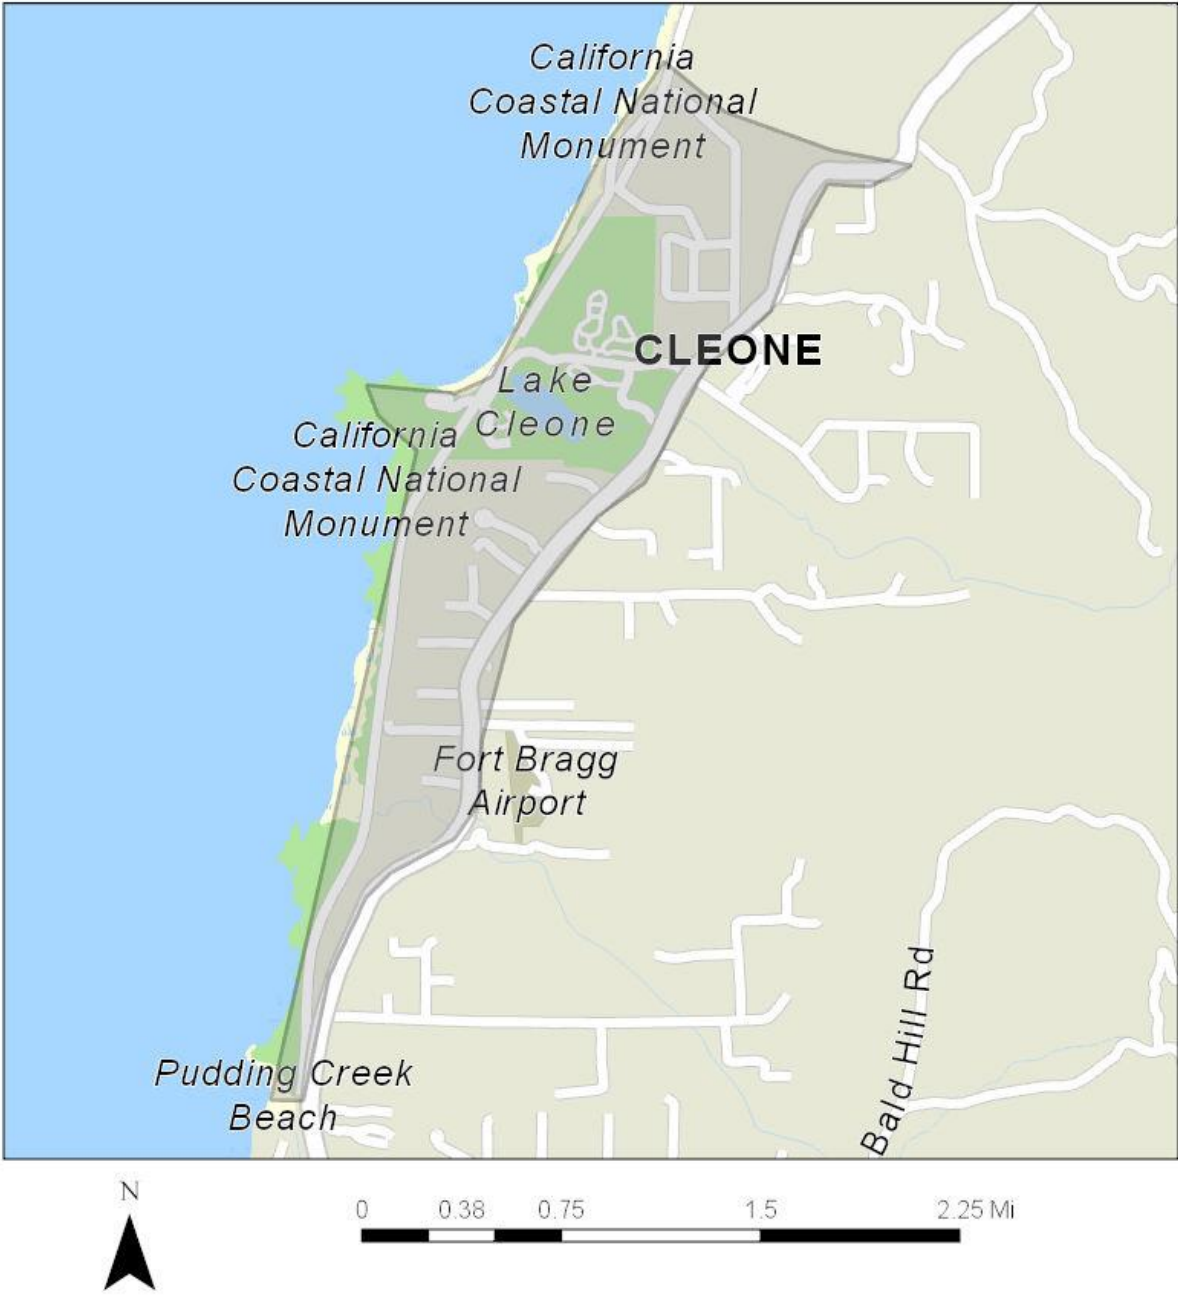 California
Coastal National
Monument
CLEONE
Lake
Cleone
California
Coastal National
Monument
Fort Bragg
Airport
Bald Hill Rd
Pudding Creek
Beach
N
0 0.38 0.75 1.5 2.25 Mi